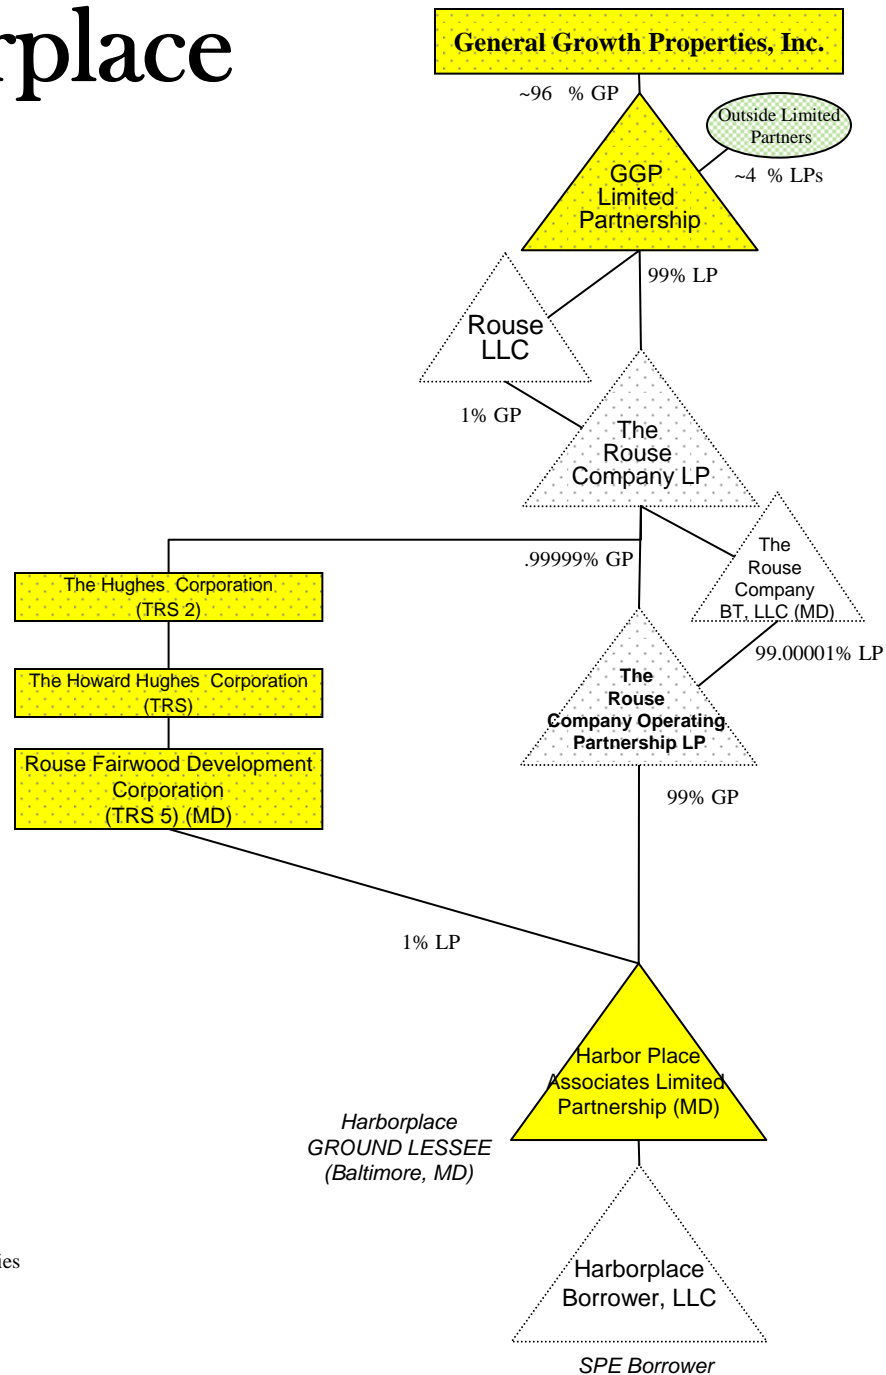 rplace
General Growth Properties, Inc.
~96 % GP
Outside Limited
Partners
~4 % LPs
GGP
Limited
Partnership
99% LP
Rouse
LLC
1% GP
The
Rouse
Company LP
.99999% GP
The
Rouse
Company
BT, LLC (MD)
99.00001% LP
The Hughes Corporation
(TRS 2)
The Howard Hughes Corporation
(TRS)
Rouse Fairwood Development
Corporation
(TRS 5) (MD)
The
Rouse
Company Operating
Partnership LP
99% GP
1% LP
Harbor Place
Associates Limited
Partnership (MD)
Harborplace
GROUND LESSEE
(Baltimore, MD)
ies
Harborplace
Borrower, LLC
SPE Borrower